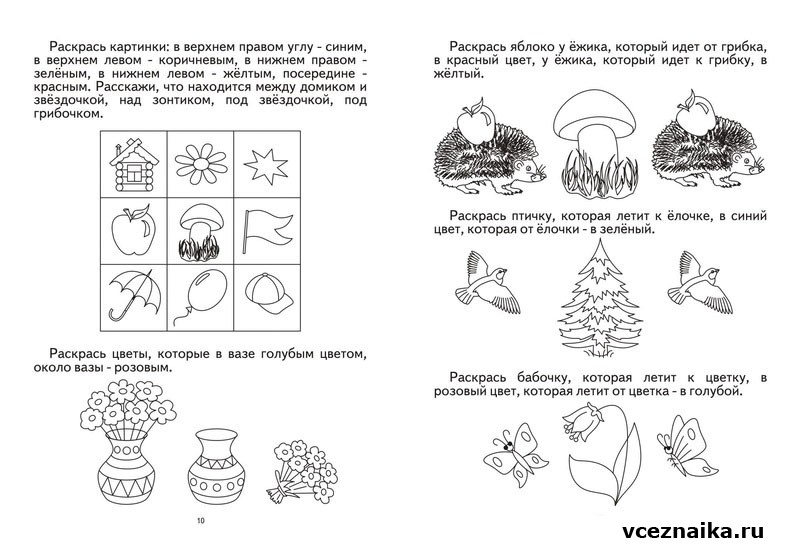 Раскрась картинки: в верхнем правом углу - синим,
в верхнем левом - коричневым, в нижнем правом -
зелёным, в нижнем левом - жёлтым, посередине -
красным. Расскажи, что находится между домиком и
звёздочкой, над зонтиком, под звёздочкой, под
грибочком.
Раскрась цветы, которые в вазе голубым цветом,
около вазы - розовым.
10
Раскрась яблоко у ёжика, который идет от грибка,
в красный цвет, у ёжика, который идет к грибку, в
жёлтый.
Раскрась птичку, которая летит к ёлочке, в синий
цвет, которая от ёлочки - в зелёный.
Раскрась бабочку, которая летит к цветку, в
розовый цвет, которая летит от цветка - в голубой.
vceznaika.ru